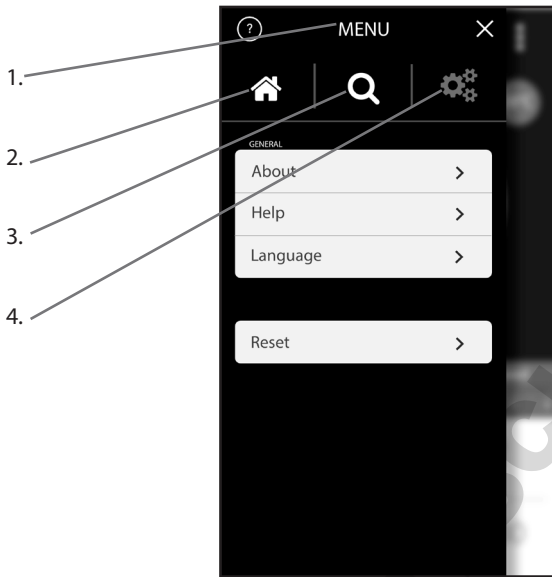 ? MENU
1.
2.
GENERAL
About
Help
3.
Language
4.
Reset